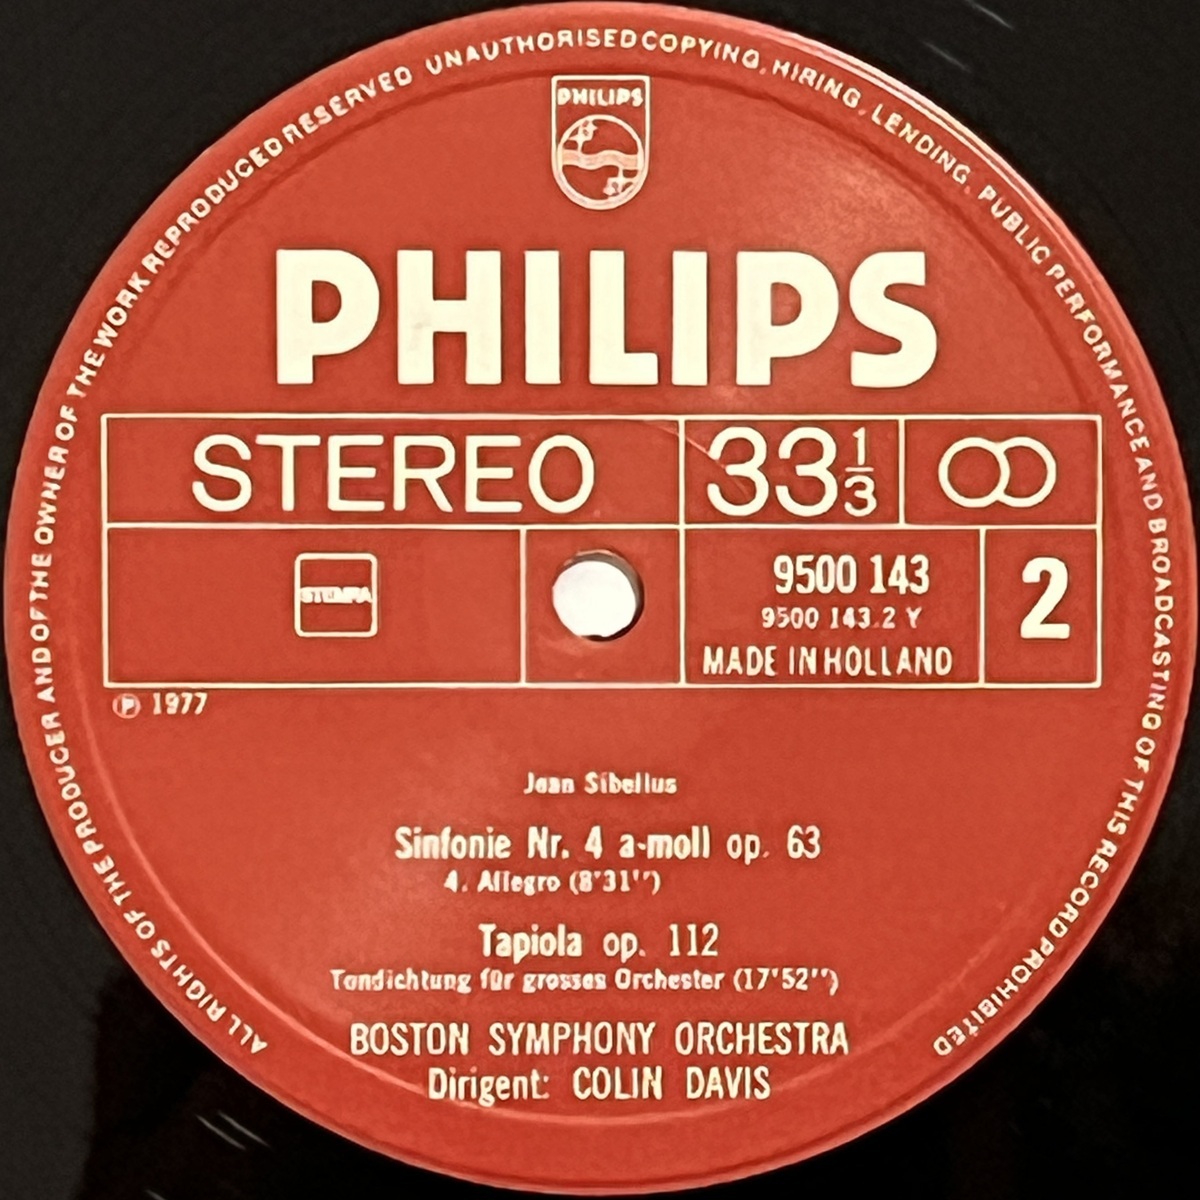 ALL RIGHTS OF THE PRODUCER AND OF THE OWNER OF THE WORK REPRODUCED RESERVED UNAUTHORISED COPYING, HIRING, LENDING, PUBLIC PERFORMANCE AND BROADCASTING OF THIS RECORD PROHIBITED
PHILIPS
PHILIPS
STEREO 33 1/3
STEMRA
9500 143
9500 143.2 Y
MADE IN HOLLAND
2
℗ 1977
Jean Sibelius
Sinfonie Nr. 4 a-moll op. 63
4. Allegro (8'31'')
Tapiola op. 112
Tondichtung für grosses Orchester (17'52'')
BOSTON SYMPHONY ORCHESTRA
Dirigent: COLIN DAVIS